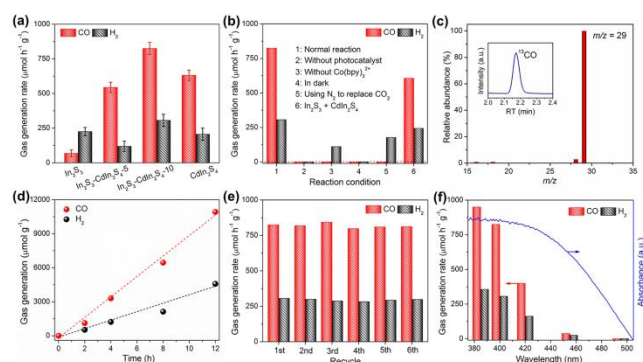 (a)
CO H₂
Gas generation rate (μmol h⁻¹ g⁻¹)
1000
750
500
250
0
In₂S₃
In₂S₃-CdIn₂S₄-5
In₂S₃-CdIn₂S₄-10
CdIn₂S₄
(b)
CO H₂
Gas generation rate (μmol h⁻¹ g⁻¹)
1000
750
500
250
0
1: Normal reaction
2: Without photocatalyst
3: Without Co(bpy)₃²⁺
4: In dark
5: Using N₂ to replace CO₂
6: In₂S₃ + CdIn₂S₄
1 2 3 4 5 6
Reaction condition
(c)
m/z = 29
Relative abundance (%)
100
80
60
40
20
0
Intensity (a.u.)
¹³CO
2.0 2.2 2.4
RT (min)
15 20 25 30 35 40 45
m/z
(d)
CO
H₂
Gas generation (μmol g⁻¹)
12000
9000
6000
3000
0
0 2 4 6 8 10 12
Time (h)
(e)
CO H₂
Gas generation rate (μmol h⁻¹ g⁻¹)
1000
750
500
250
0
1st 2nd 3rd 4th 5th 6th
Recycle
(f)
CO H₂
Gas generation rate (μmol h⁻¹ g⁻¹)
1000
750
500
250
0
Absorbance (a.u.)
380 400 420 440 460 480 500
Wavelength (nm)